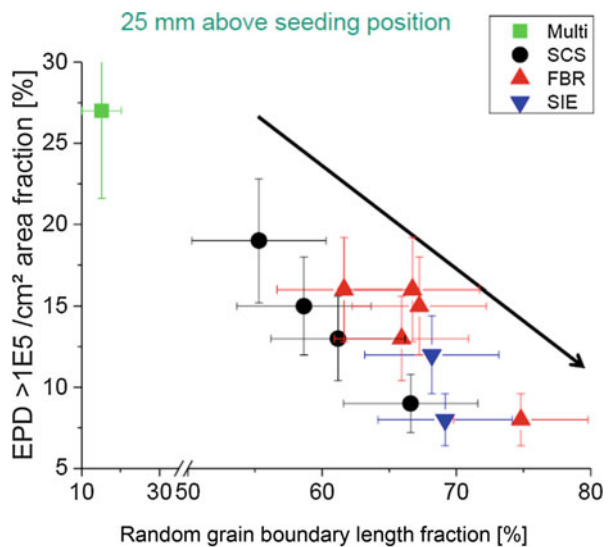 25 mm above seeding position
Multi
SCS
FBR
SIE
EPD >1E5 /cm² area fraction [%]
30
25
20
15
10
5
10
30
50
60
70
80
Random grain boundary length fraction [%]